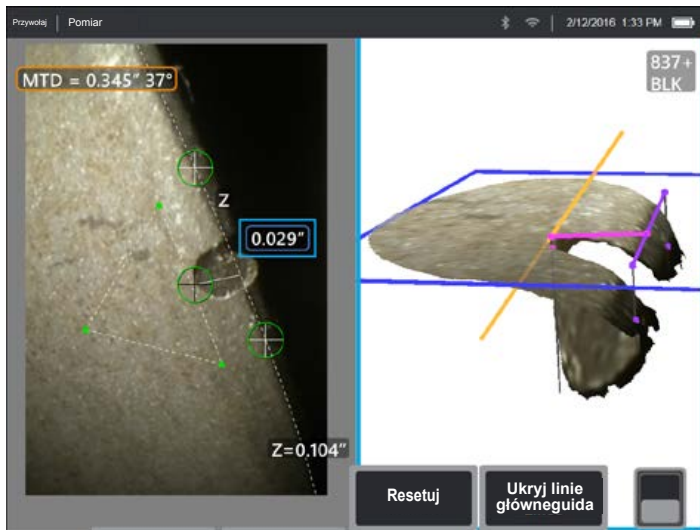 Przywołaj | Pomiar
2/12/2016 1:33 PM
MTD = 0.345" 37°
837+
BLK
Z
0.029"
Z=0.104"
Resetuj
Ukryj linie
główneguida